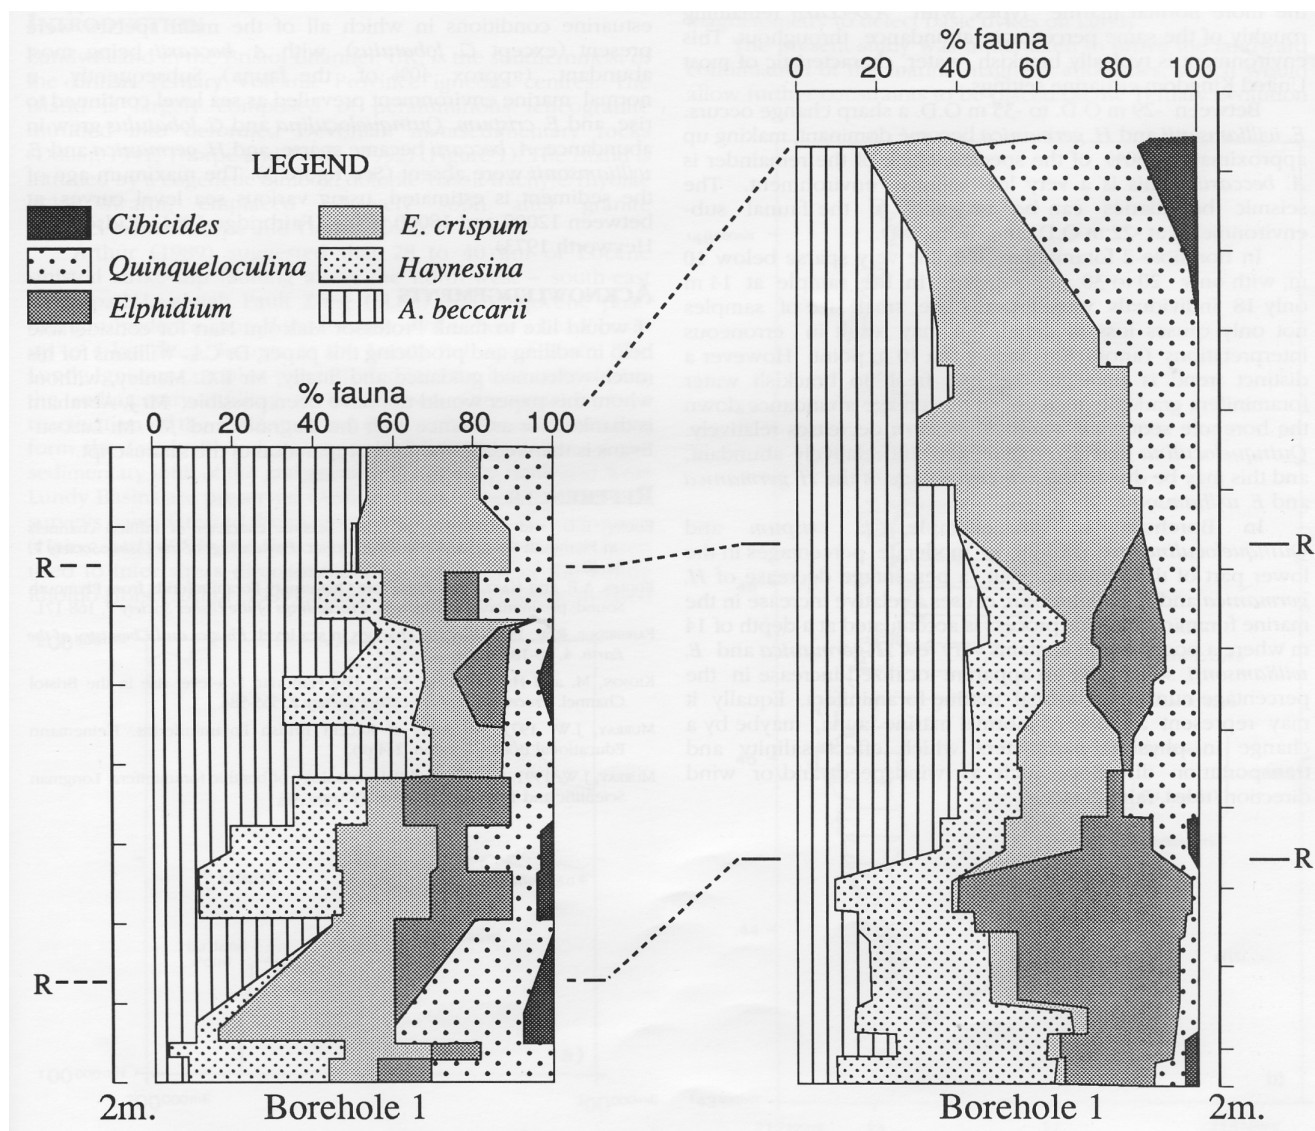 % fauna
0 20 40 60 80 100
LEGEND
Cibicides
E. crispum
Quinqueloculina
Haynesina
Elphidium
A. beccarii
% fauna
0 20 40 60 80 100
R
R
R
R
2m.
Borehole 1
Borehole 1
2m.